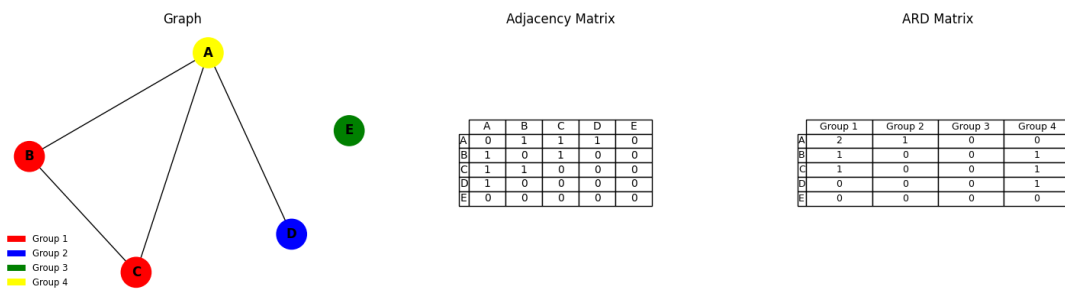 Graph
A
B
C
D
E
Group 1
Group 2
Group 3
Group 4
Adjacency Matrix
A B C D E
A 0 1 1 1 0
B 1 0 1 0 0
C 1 1 0 0 0
D 1 0 0 0 0
E 0 0 0 0 0
ARD Matrix
Group 1 Group 2 Group 3 Group 4
A 2 1 0 0
B 1 0 0 1
C 1 0 0 1
D 0 0 0 1
E 0 0 0 0